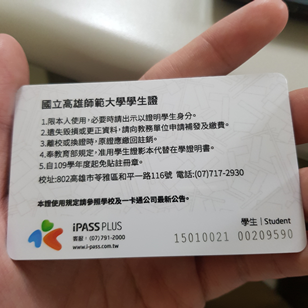 國立高雄師範大學學生證
1.限本人使用,必要時請出示以證明學生身分。
2.遺失毀損或更正資料,請向教務單位申請補發及繳費。
3.離校或換證時,原證應繳回註銷。
4.奉教育部規定,准用學生證影本代替在學證明書。
5.自109學年度起免貼註冊章。
校址:802高雄市苓雅區和平一路116號 電話:(07)717-2930
本證使用規定請參照學校及一卡通公司最新公告。
iPASS PLUS
客服:(07)791-2000
www.i-pass.com.tw
學生 | Student
15010021 00209590